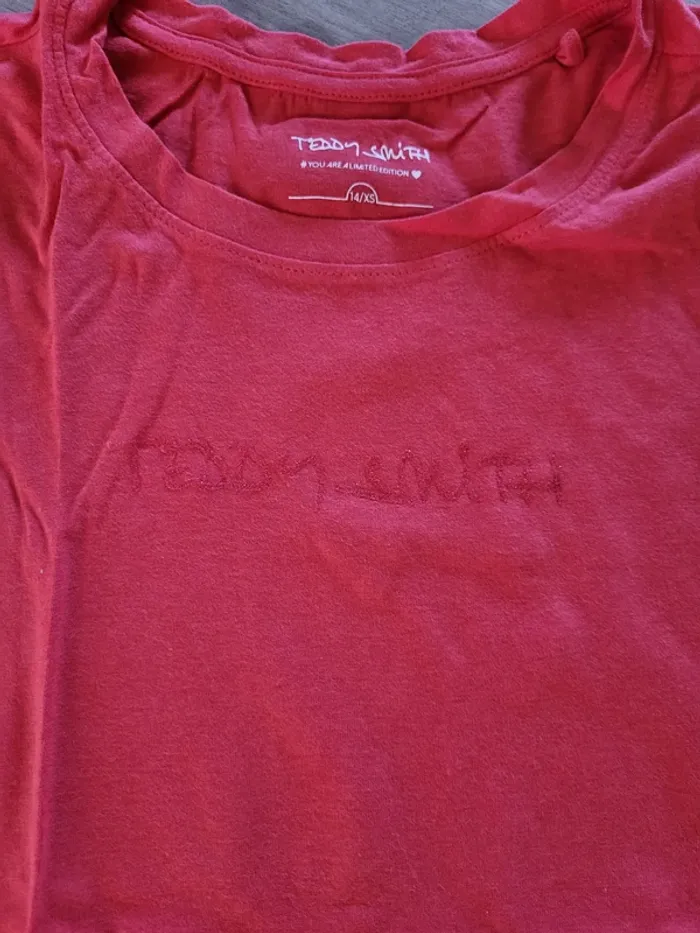 TEDDY SMITH
#YOU ARE A LIMITED EDITION
14/XS
TEDDY SMITH